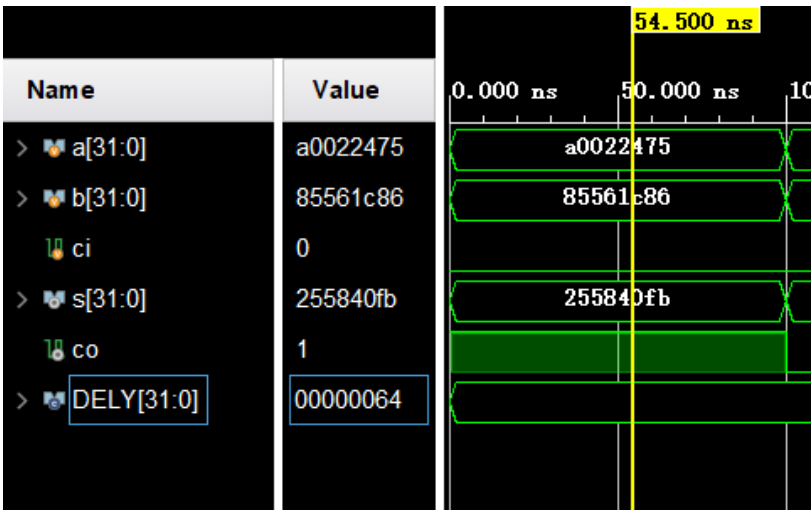 54.500 ns
Name Value 0.000 ns 50.000 ns 10
a[31:0] a0022475 a0022475
b[31:0] 85561c86 85561c86
ci 0
s[31:0] 255840fb 255840fb
co 1
DELY[31:0] 00000064